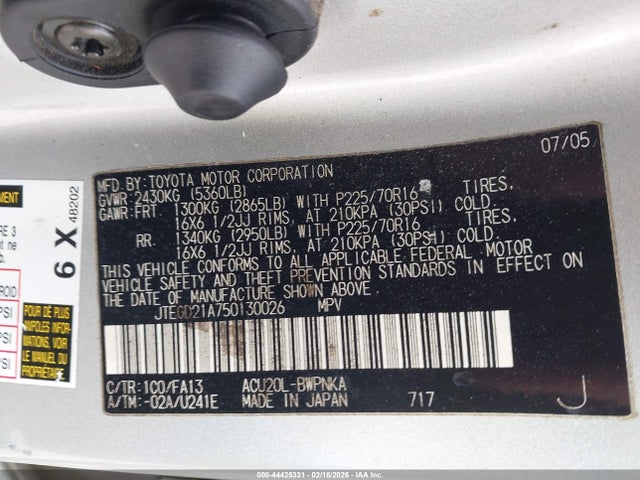 07/05
MFD. BY: TOYOTA MOTOR CORPORATION
GVWR: 2430KG (5360LB)
GAWR: FRT 1300KG (2865LB) WITH P225/70R16 TIRES,
16X6 1/2JJ RIMS, AT 210KPA (30PSI) COLD.
RR. 1340KG (2950LB) WITH P225/70R16 TIRES,
16X6 1/2JJ RIMS, AT 210KPA (30PSI) COLD.
THIS VEHICLE CONFORMS TO ALL APPLICABLE FEDERAL MOTOR
VEHICLE SAFETY AND THEFT PREVENTION STANDARDS IN EFFECT ON
THE DATE OF MANUFACTURE SHOWN ABOVE.
JTEGD21A750130026 MPV
C/TR: 1C0/FA13 ACU20L-BWPNKA
A/TM: -02A/U241E MADE IN JAPAN 717 J
6 X 48202
POUR DE PLUS
AMPLES INFOR-
MATIONS,
VOIR LE
MANUEL DU
PROPRIÉTAIRE
000-44425331 - 02/18/2026 - IAAI.COM